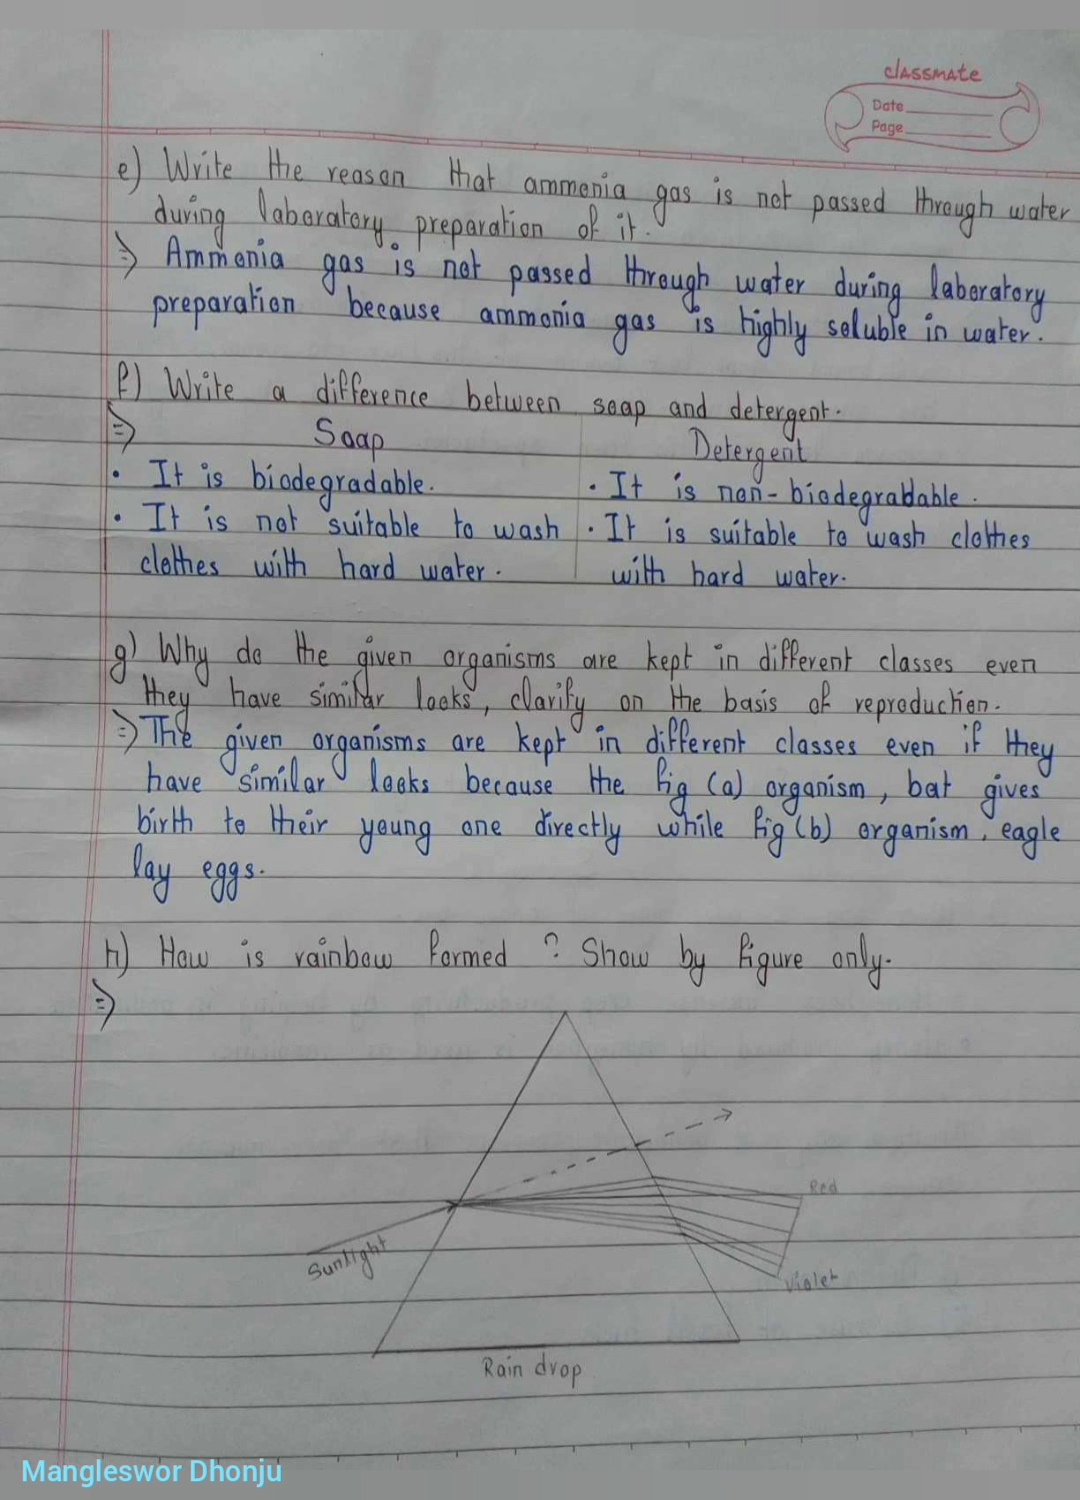 classmate
Date
Page
e) Write the reason that ammonia gas is not passed through water
during laboratory preparation of it.
⇒ Ammonia gas is not passed through water during laboratory
preparation because ammonia gas is highly soluble in water.
f) Write a difference between soap and detergent.
⇒ Soap Detergent
• It is biodegradable. • It is non-biodegradable.
• It is not suitable to wash • It is suitable to wash clothes
clothes with hard water. with hard water.
g) Why do the given organisms are kept in different classes even
they have similar looks, clarify on the basis of reproduction.
⇒ The given organisms are kept in different classes even if they
have similar looks because the fig (a) organism, bat gives
birth to their young one directly while fig (b) organism, eagle
lay eggs.
h) How is rainbow formed ? Show by figure only.
⇒
Red
Sunlight
Violet
Rain drop
Mangleswor Dhonju